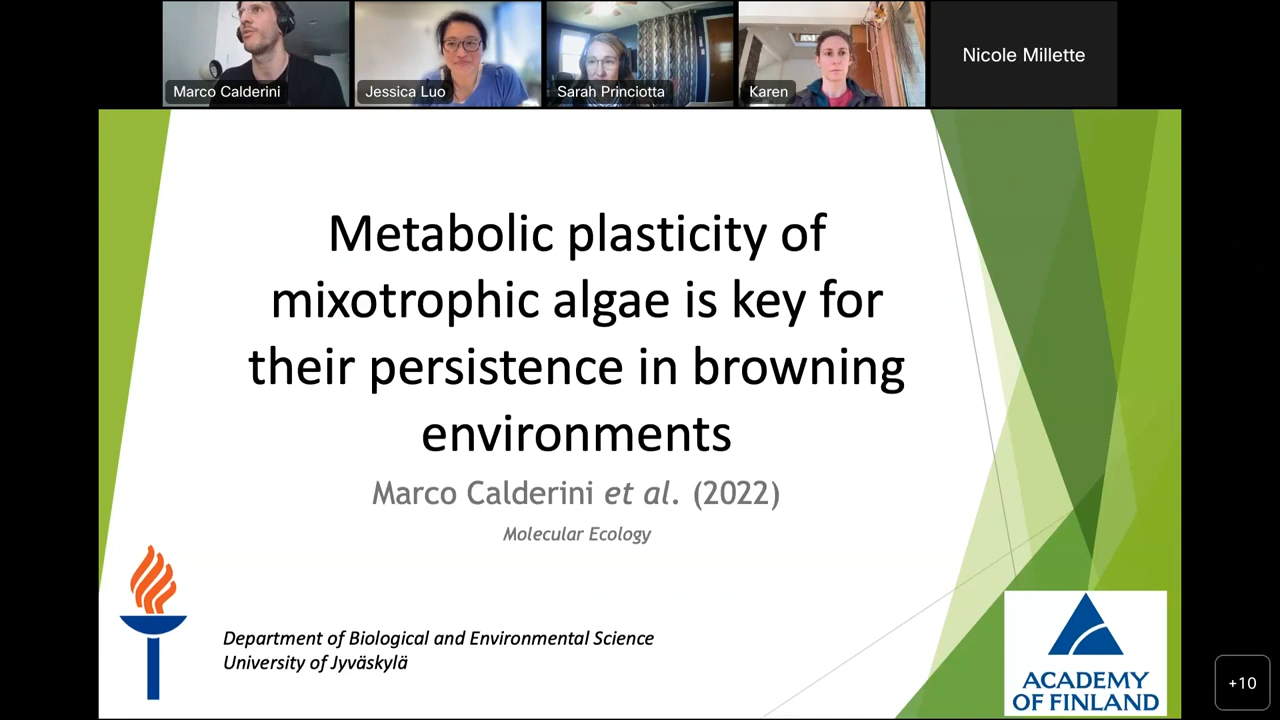 Marco Calderini
Jessica Luo
Sarah Princiotta
Karen
Nicole Millette
Metabolic plasticity of
mixotrophic algae is key for
their persistence in browning
environments
Marco Calderini et al. (2022)
Molecular Ecology
Department of Biological and Environmental Science
University of Jyväskylä
ACADEMY
OF FINLAND
+10